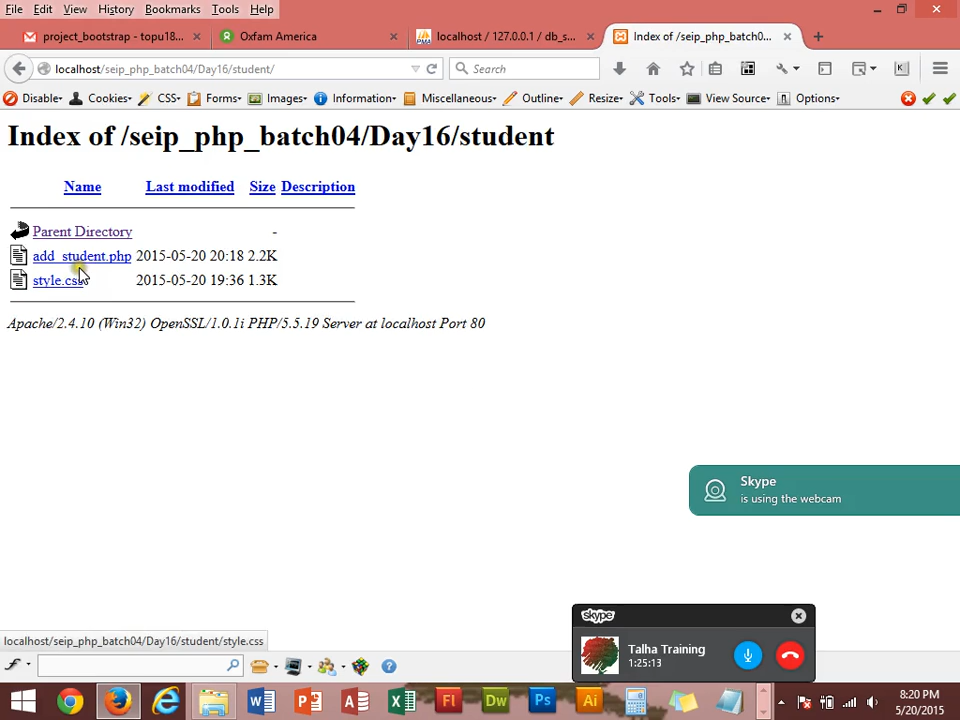 File Edit View History Bookmarks Tools Help
project_bootstrap - topu18... × Oxfam America × localhost / 127.0.0.1 / db_s... × Index of /seip_php_batch0... × +
localhost/seip_php_batch04/Day16/student/ Search
Disable Cookies CSS Forms Images Information Miscellaneous Outline Resize Tools View Source Options
Index of /seip_php_batch04/Day16/student
Name Last modified Size Description
Parent Directory -
add_student.php 2015-05-20 20:18 2.2K
style.css 2015-05-20 19:36 1.3K
Apache/2.4.10 (Win32) OpenSSL/1.0.1i PHP/5.5.19 Server at localhost Port 80
Skype
is using the webcam
skype
Talha Training
1:25:13
localhost/seip_php_batch04/Day16/student/style.css
8:20 PM
5/20/2015